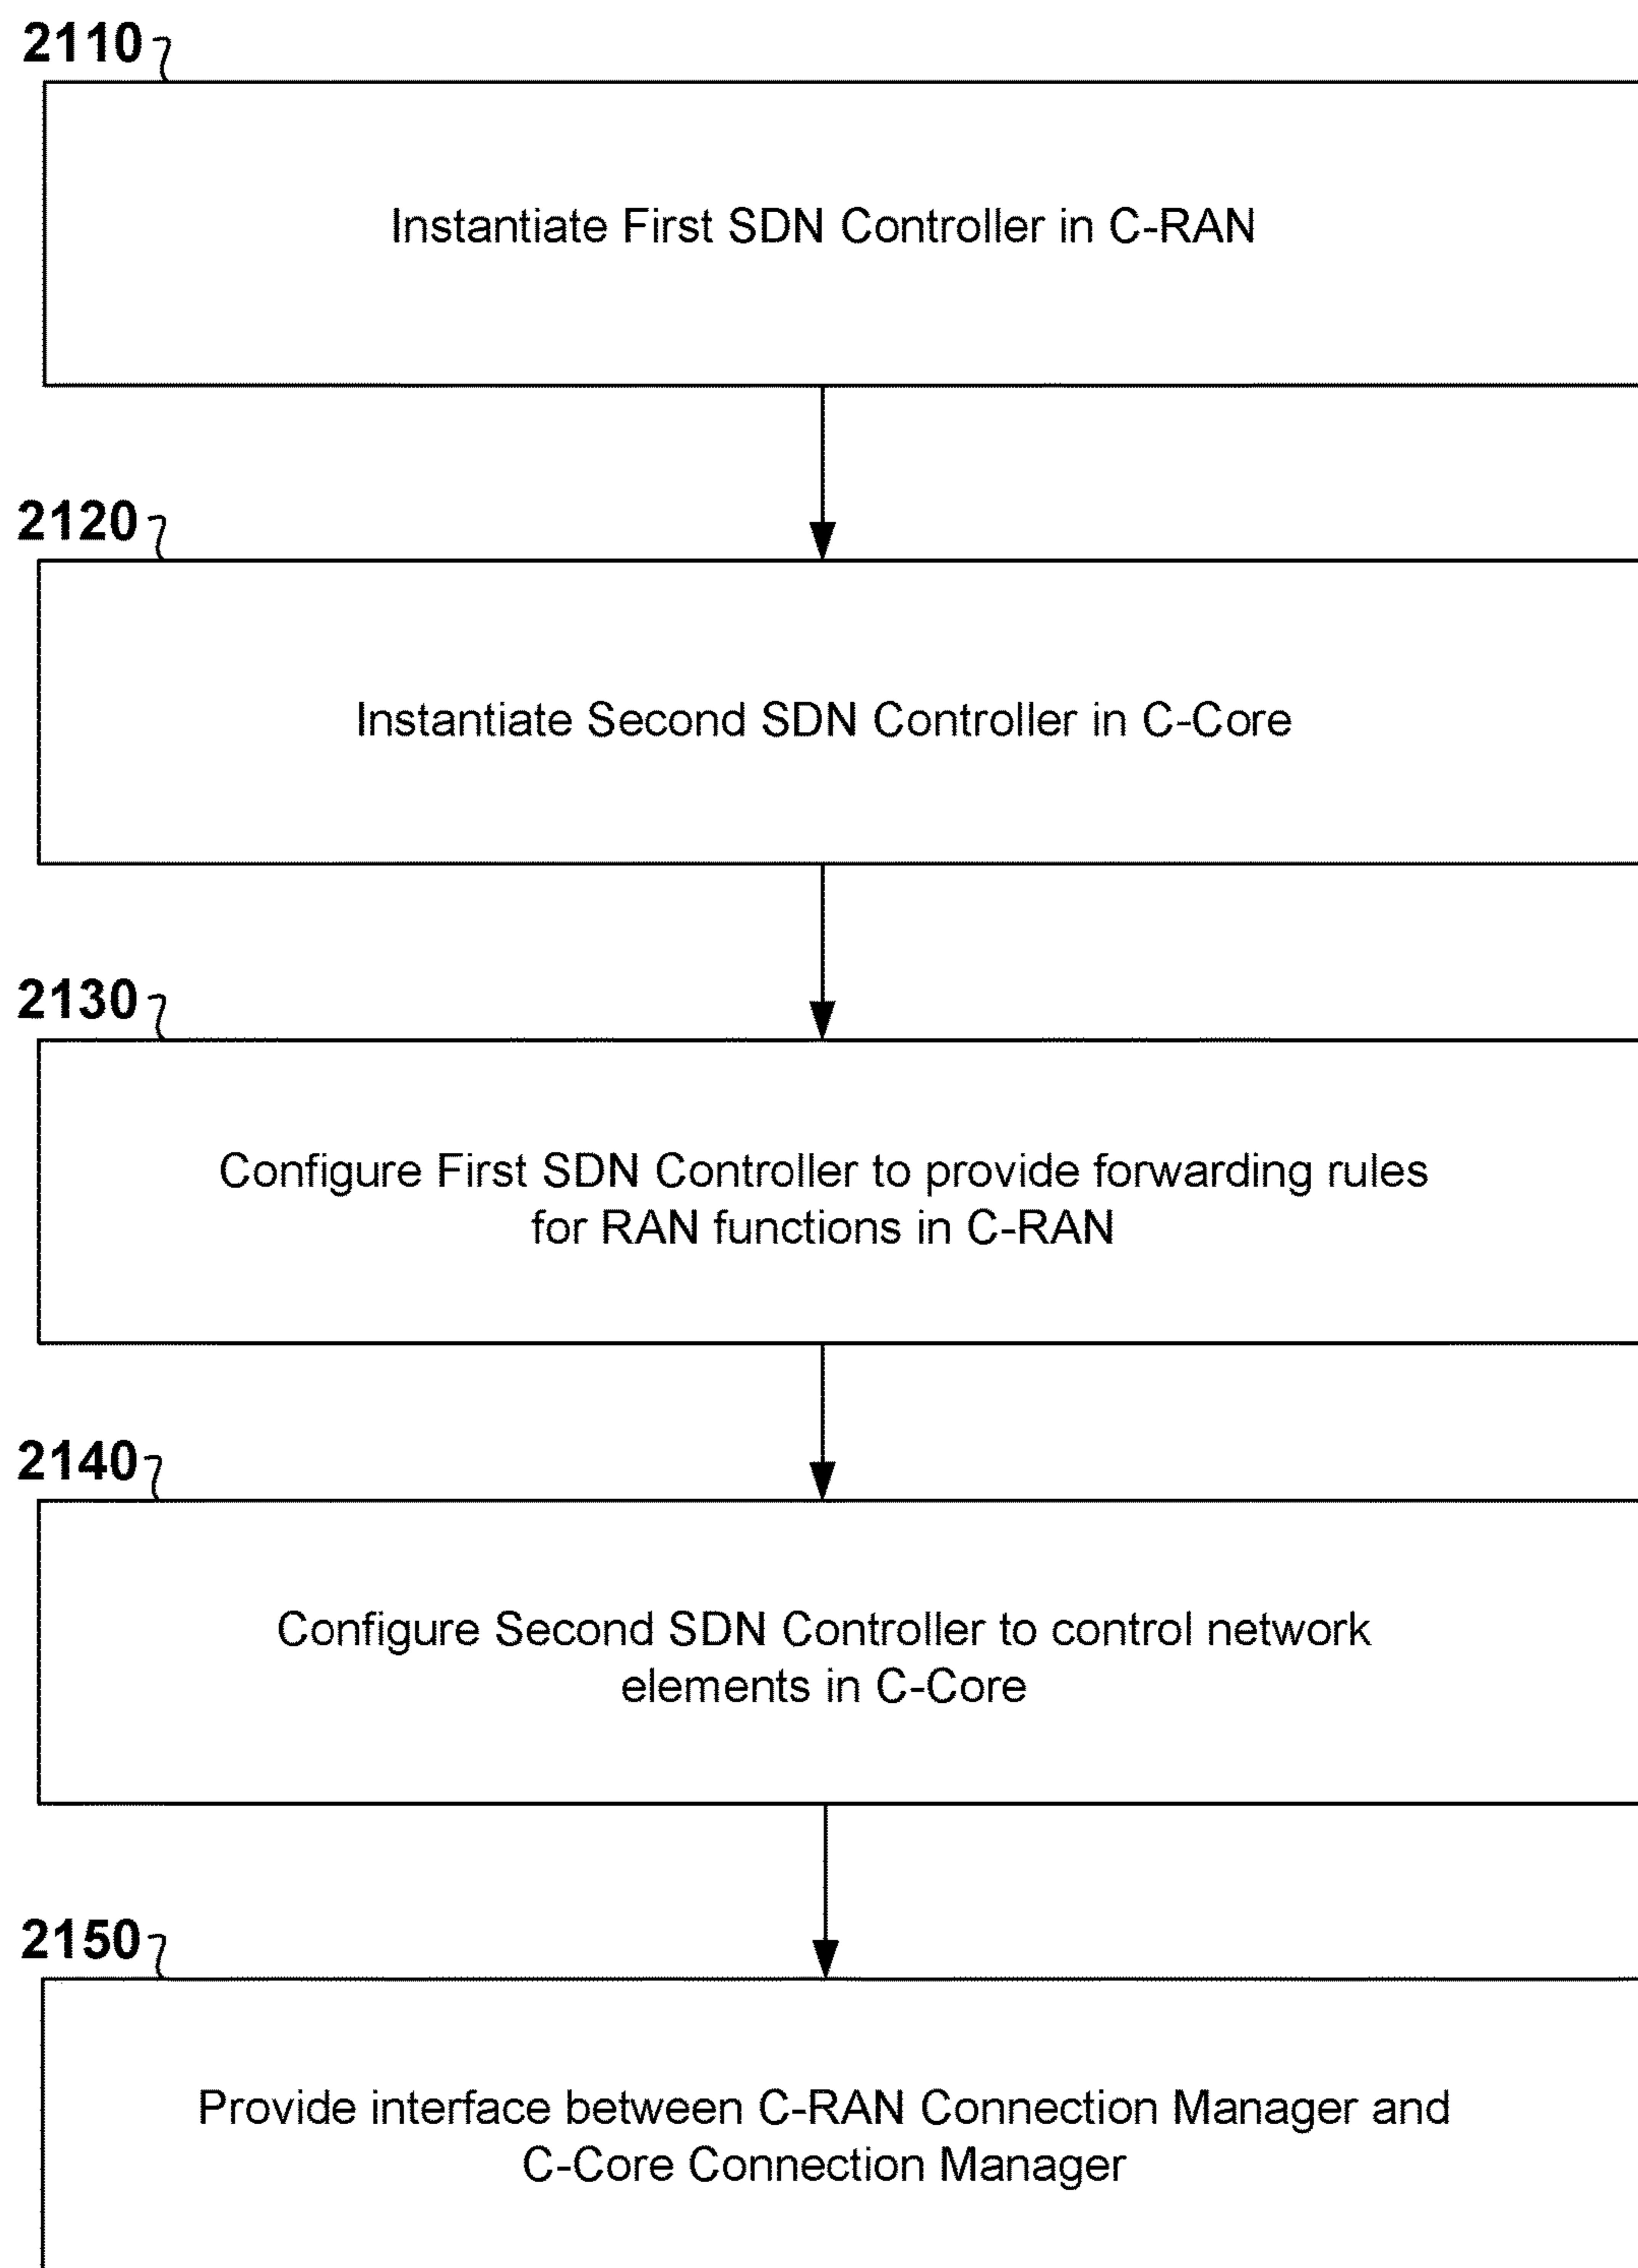 2110
Instantiate First SDN Controller in C-RAN
2120
Instantiate Second SDN Controller in C-Core
2130
Configure First SDN Controller to provide forwarding rules
for RAN functions in C-RAN
2140
Configure Second SDN Controller to control network
elements in C-Core
2150
Provide interface between C-RAN Connection Manager and
C-Core Connection Manager